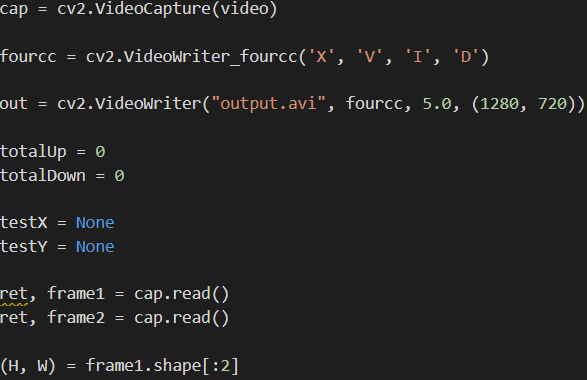 cap = cv2.VideoCapture(video)
fourcc = cv2.VideoWriter_fourcc('X', 'V', 'I', 'D')
out = cv2.VideoWriter("output.avi", fourcc, 5.0, (1280, 720))
totalUp = 0
totalDown = 0
testX = None
testY = None
ret, frame1 = cap.read()
ret, frame2 = cap.read()
(H, W) = frame1.shape[:2]